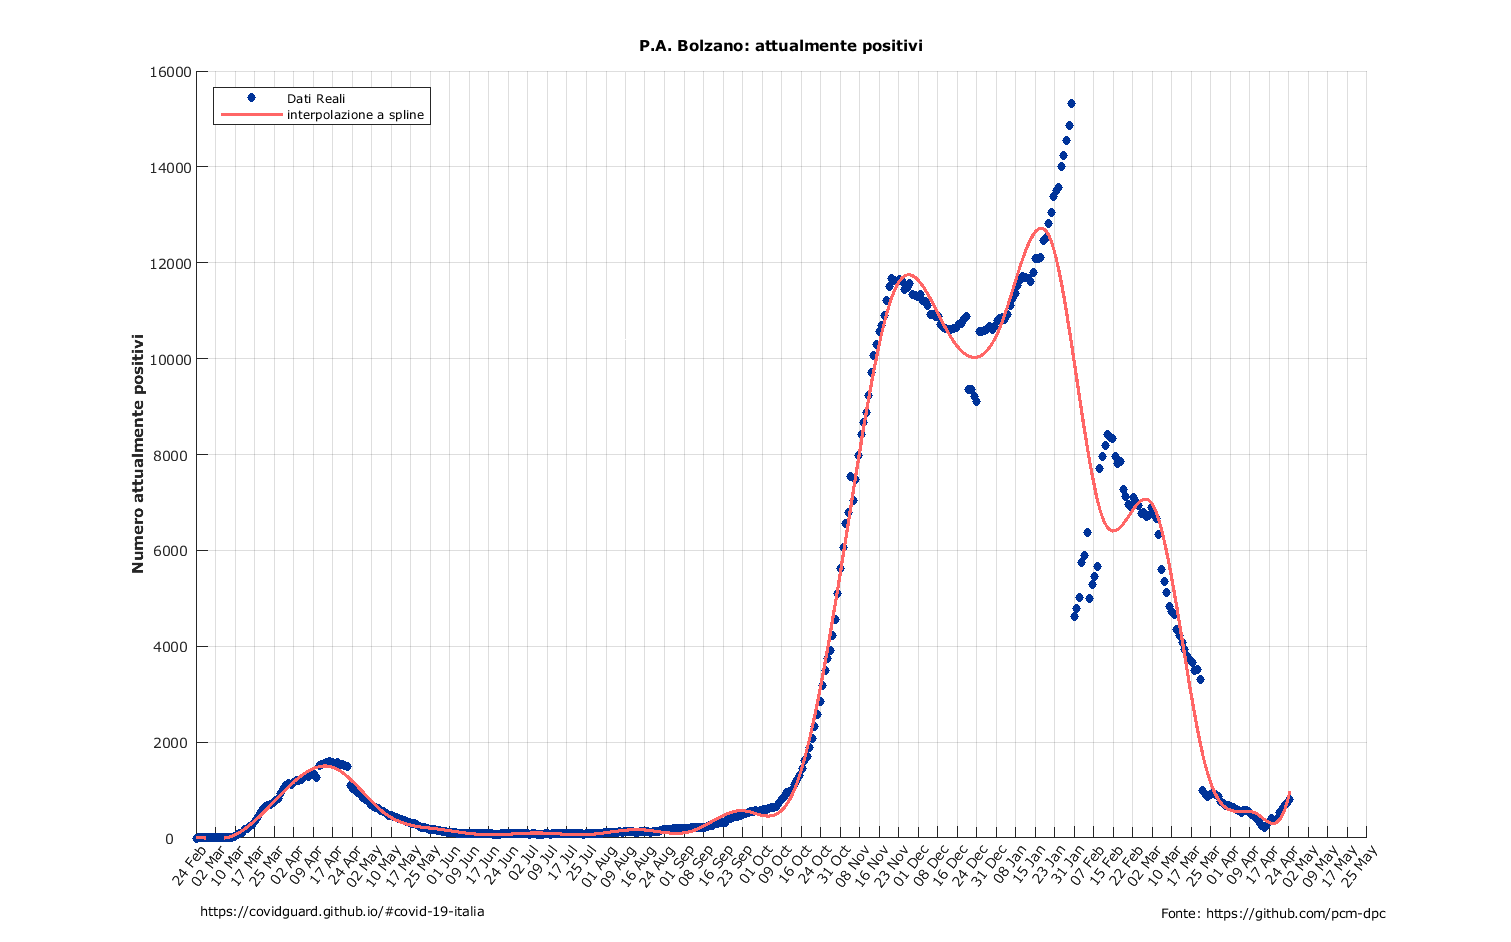 P.A. Bolzano: attualmente positivi
Numero attualmente positivi
16000
14000
12000
10000
8000
6000
4000
2000
0
Dati Reali
interpolazione a spline
24 Feb
02 Mar
10 Mar
17 Mar
25 Mar
02 Apr
09 Apr
17 Apr
24 Apr
02 May
10 May
17 May
25 May
01 Jun
09 Jun
17 Jun
24 Jun
02 Jul
09 Jul
17 Jul
25 Jul
01 Aug
09 Aug
16 Aug
24 Aug
01 Sep
08 Sep
16 Sep
23 Sep
01 Oct
09 Oct
16 Oct
24 Oct
31 Oct
08 Nov
16 Nov
23 Nov
01 Dec
08 Dec
16 Dec
24 Dec
31 Dec
08 Jan
15 Jan
23 Jan
31 Jan
07 Feb
15 Feb
22 Feb
02 Mar
10 Mar
17 Mar
25 Mar
01 Apr
09 Apr
17 Apr
24 Apr
02 May
09 May
17 May
25 May
https://covidguard.github.io/#covid-19-italia
Fonte: https://github.com/pcm-dpc